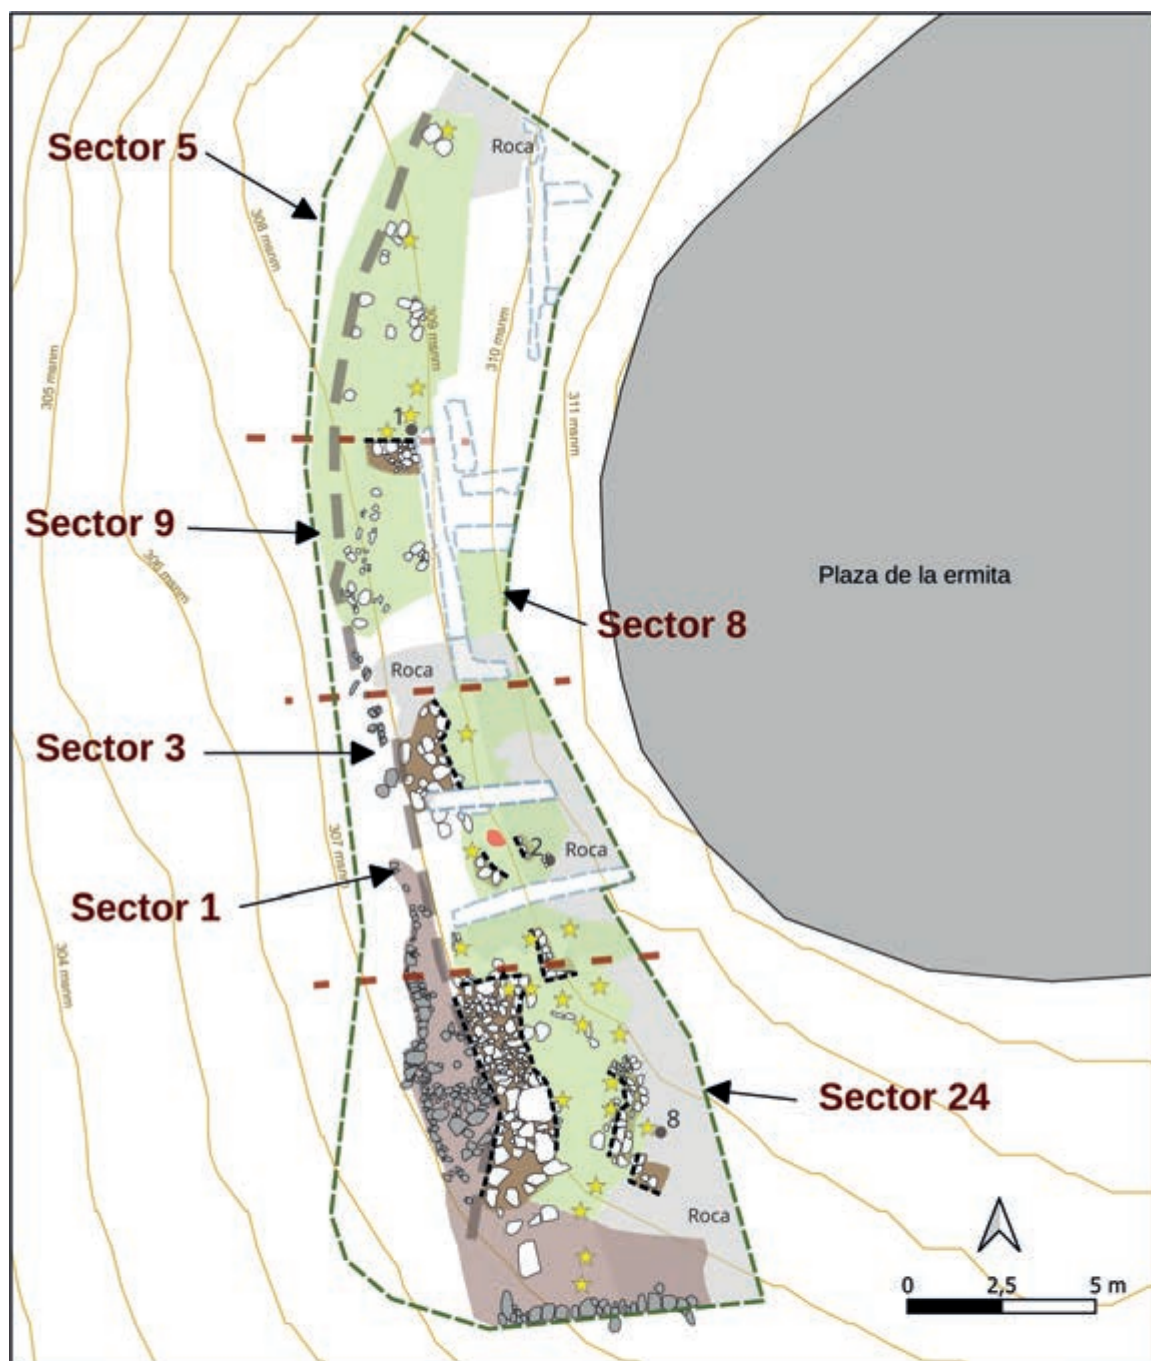 Sector 5
Roca
308 msnm
309 msnm
310 msnm
305 msnm
311 msnm
1
Sector 9
306 msnm
Plaza de la ermita
Sector 8
Roca
Sector 3
307 msnm
2
Roca
Sector 1
304 msnm
Sector 24
8
Roca
0 2,5 5 m